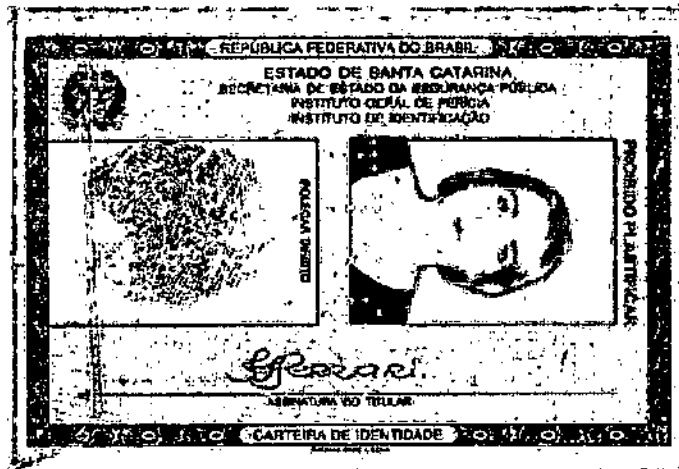 REPÚBLICA FEDERATIVA DO BRASIL
ESTADO DE SANTA CATARINA
SECRETARIA DE ESTADO DA SEGURANÇA PÚBLICA
INSTITUTO GERAL DE PERÍCIA
INSTITUTO DE IDENTIFICAÇÃO
POLEGAR DIREITO
PROIBIDO PLASTIFICAR
Ferrari
ASSINATURA DO TITULAR
CARTEIRA DE IDENTIDADE